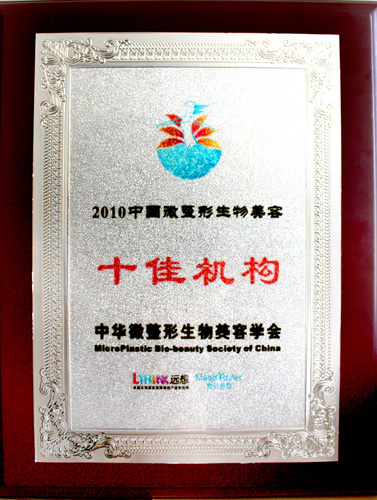 2010中国微整形生物美容
十佳机构
中华微整形生物美容学会
MicroPlastic Bio-beauty Society of China
LTHINK 远想